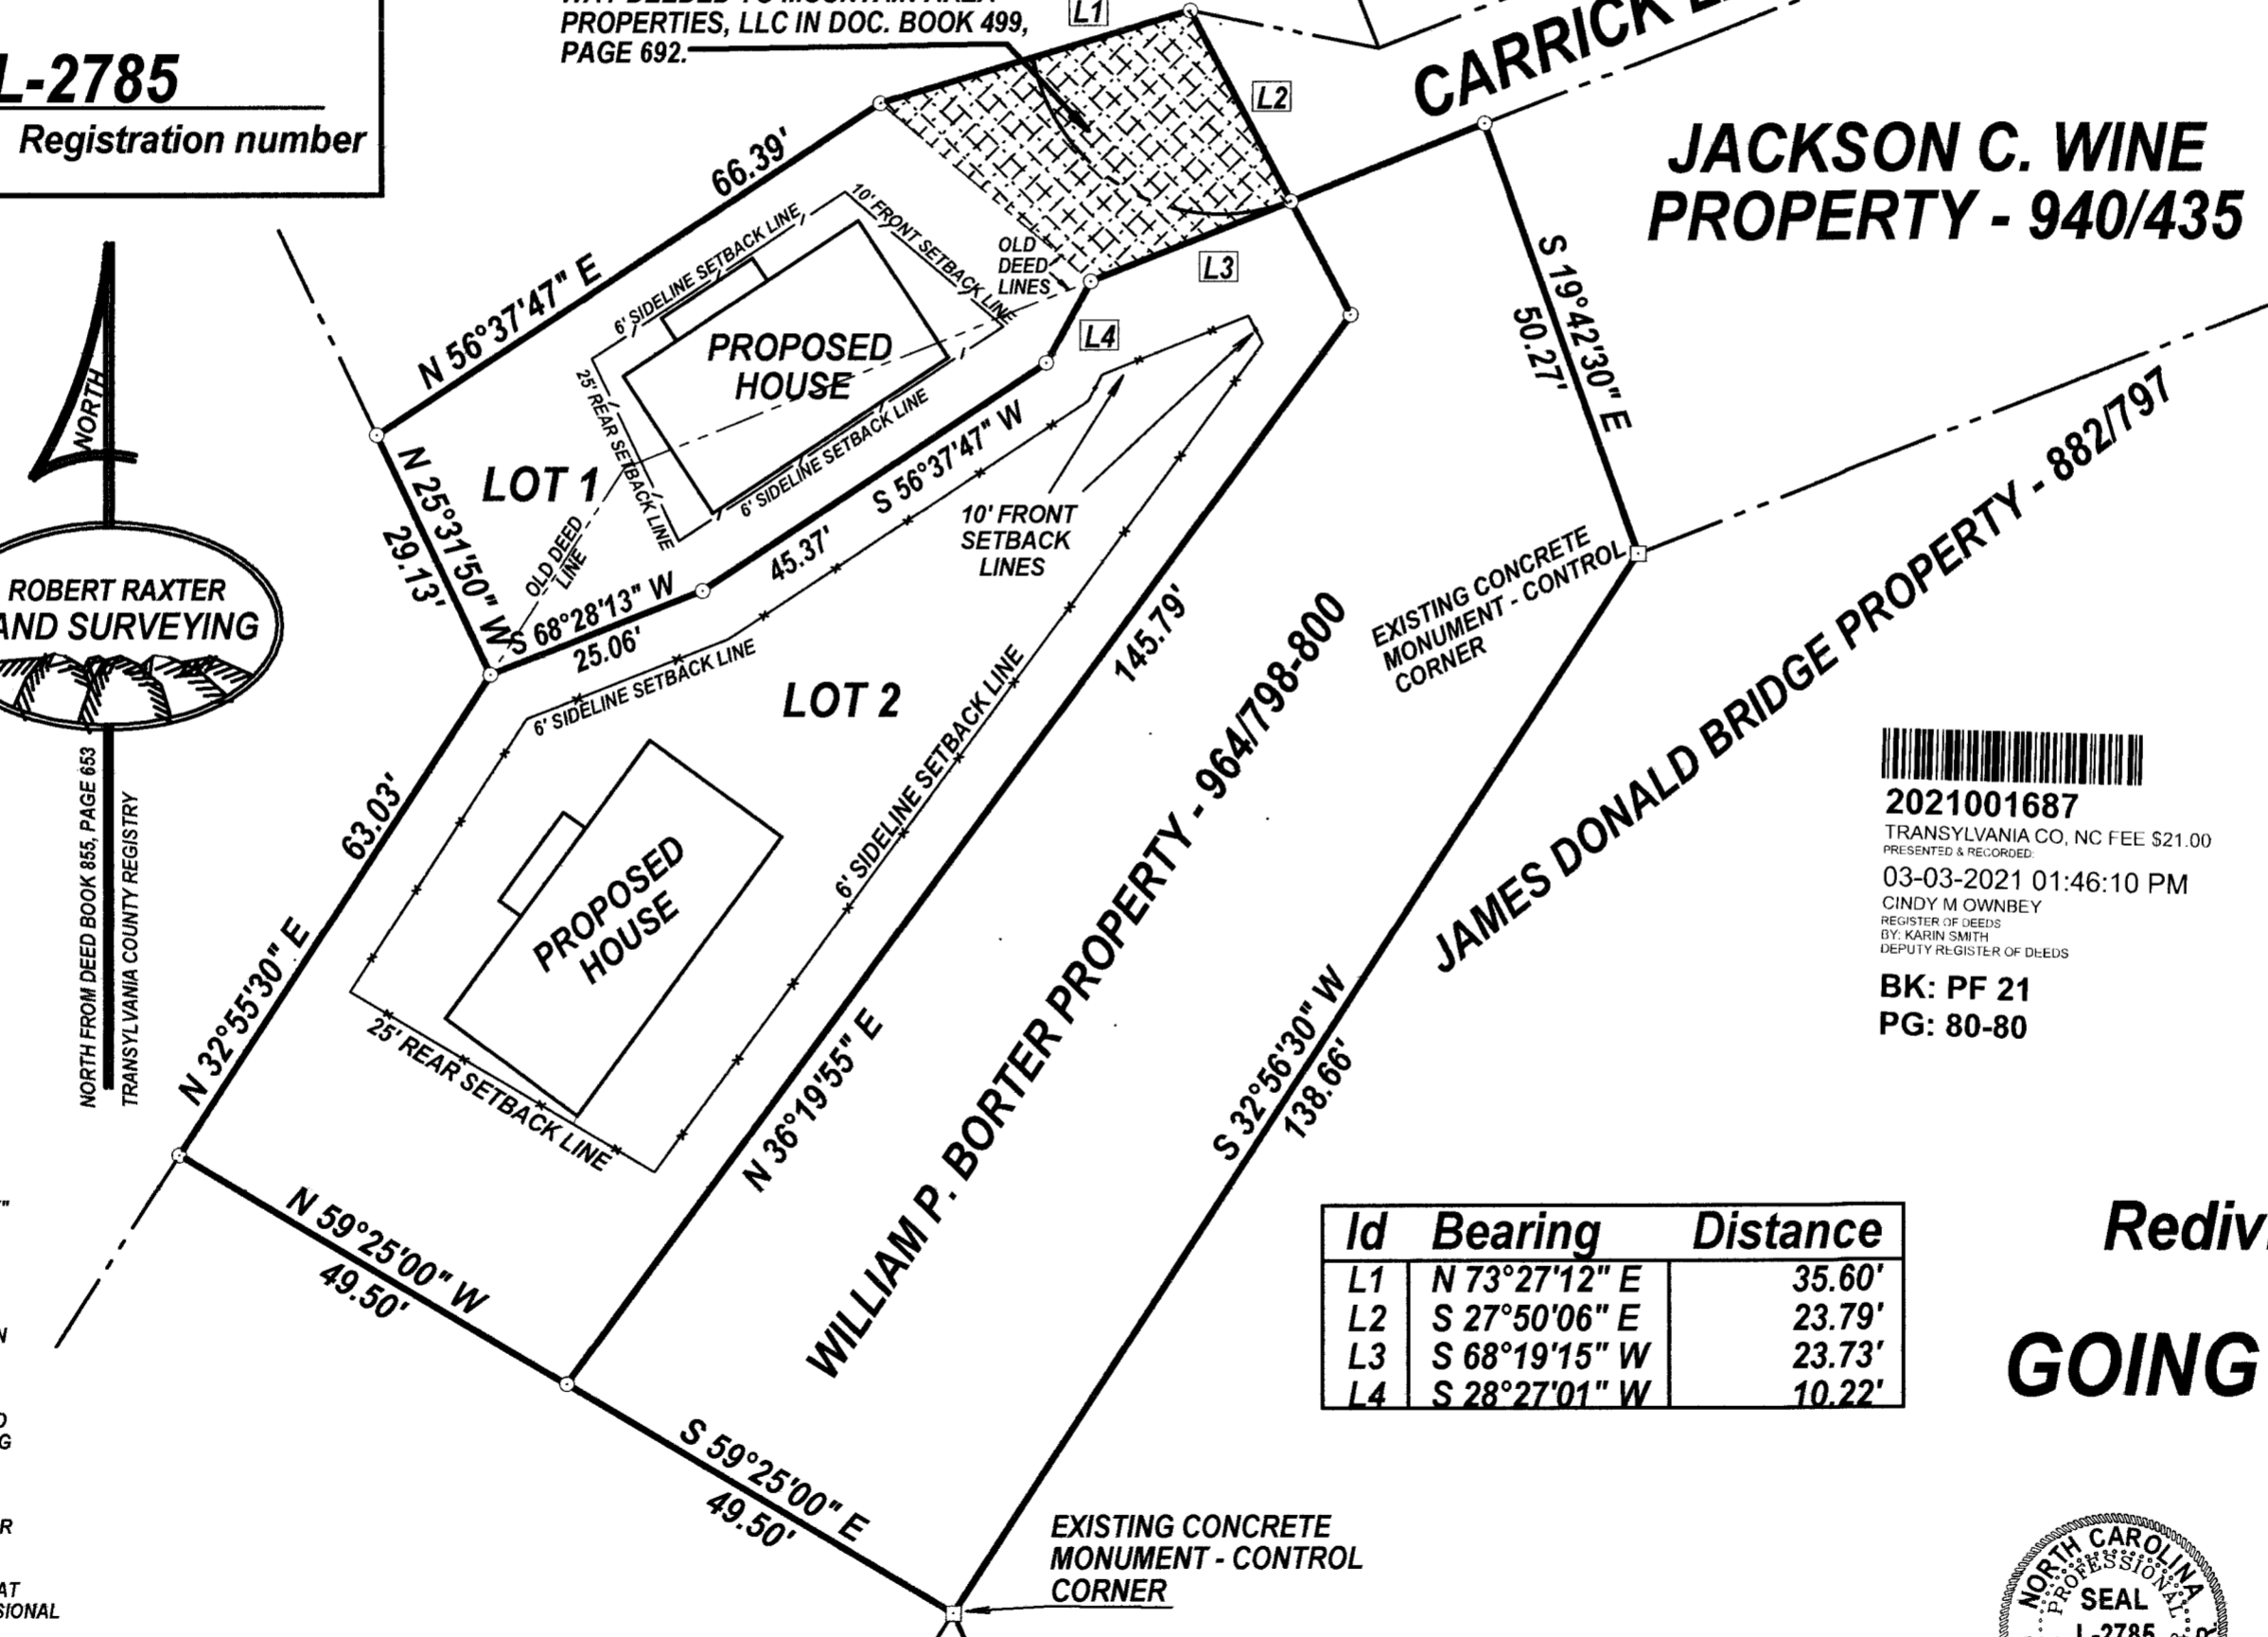 PROPERTIES, LLC IN DOC. BOOK 499,
PAGE 692.
L-2785
Registration number
L1
L2
CARRICK
JACKSON C. WINE
PROPERTY - 940/435
66.39'
N 56°37'47" E
6' SIDELINE SETBACK LINE
10' FRONT SETBACK LINE
OLD
DEED
LINES
L3
L4
S 19°42'30" E
50.27'
PROPOSED
HOUSE
25' REAR SETBACK LINE
6' SIDELINE SETBACK LINE
NORTH
LOT 1
N 25°31'50" W
29.13'
OLD DEED
LINE
S 56°37'47" W
45.37'
10' FRONT
SETBACK
LINES
S 68°28'13" W
25.06'
6' SIDELINE SETBACK LINE
ROBERT RAXTER
AND SURVEYING
NORTH FROM DEED BOOK 855, PAGE 653
TRANSYLVANIA COUNTY REGISTRY
LOT 2
6' SIDELINE SETBACK LINE
145.79'
N 36°19'55" E
EXISTING CONCRETE
MONUMENT - CONTROL
CORNER
JAMES DONALD BRIDGE PROPERTY - 882/797
WILLIAM P. BORTER PROPERTY - 964/798-800
63.03'
N 32°55'30" E
PROPOSED
HOUSE
25' REAR SETBACK LINE
S 32°56'30" W
138.66'
2021001687
TRANSYLVANIA CO, NC FEE $21.00
PRESENTED & RECORDED:
03-03-2021 01:46:10 PM
CINDY M OWNBEY
REGISTER OF DEEDS
BY: KARIN SMITH
DEPUTY REGISTER OF DEEDS
BK: PF 21
PG: 80-80
N 59°25'00" W
49.50'
S 59°25'00" E
49.50'
Id Bearing Distance
L1 N 73°27'12" E 35.60'
L2 S 27°50'06" E 23.79'
L3 S 68°19'15" W 23.73'
L4 S 28°27'01" W 10.22'
Rediv
GOING
EXISTING CONCRETE
MONUMENT - CONTROL
CORNER
NORTH CAROLINA
PROFESSIONAL
SEAL
L-2785